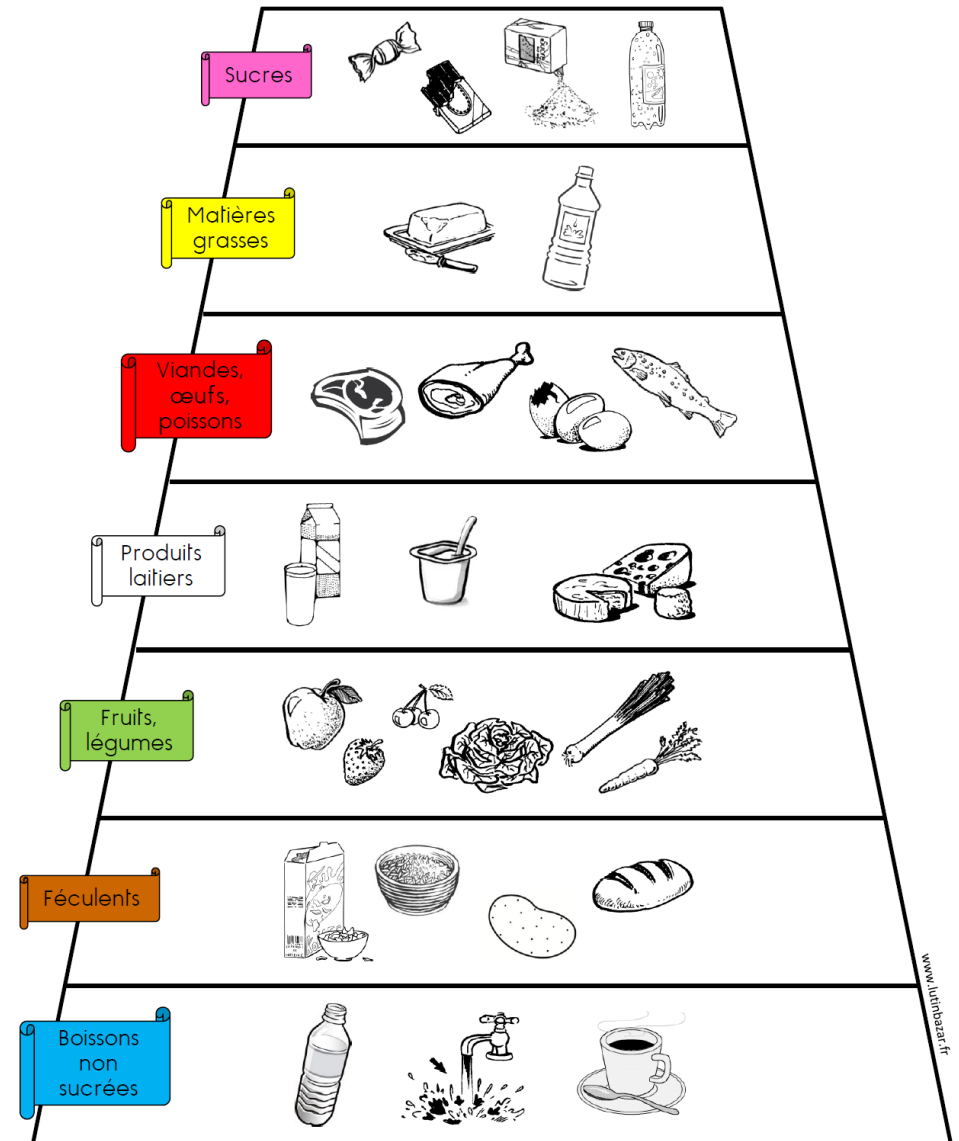 Sucres
Matières
grasses
Viandes,
œufs,
poissons
Produits
laitiers
Fruits,
légumes
Féculents
Boissons
non
sucrées
www.lutinbazar.fr